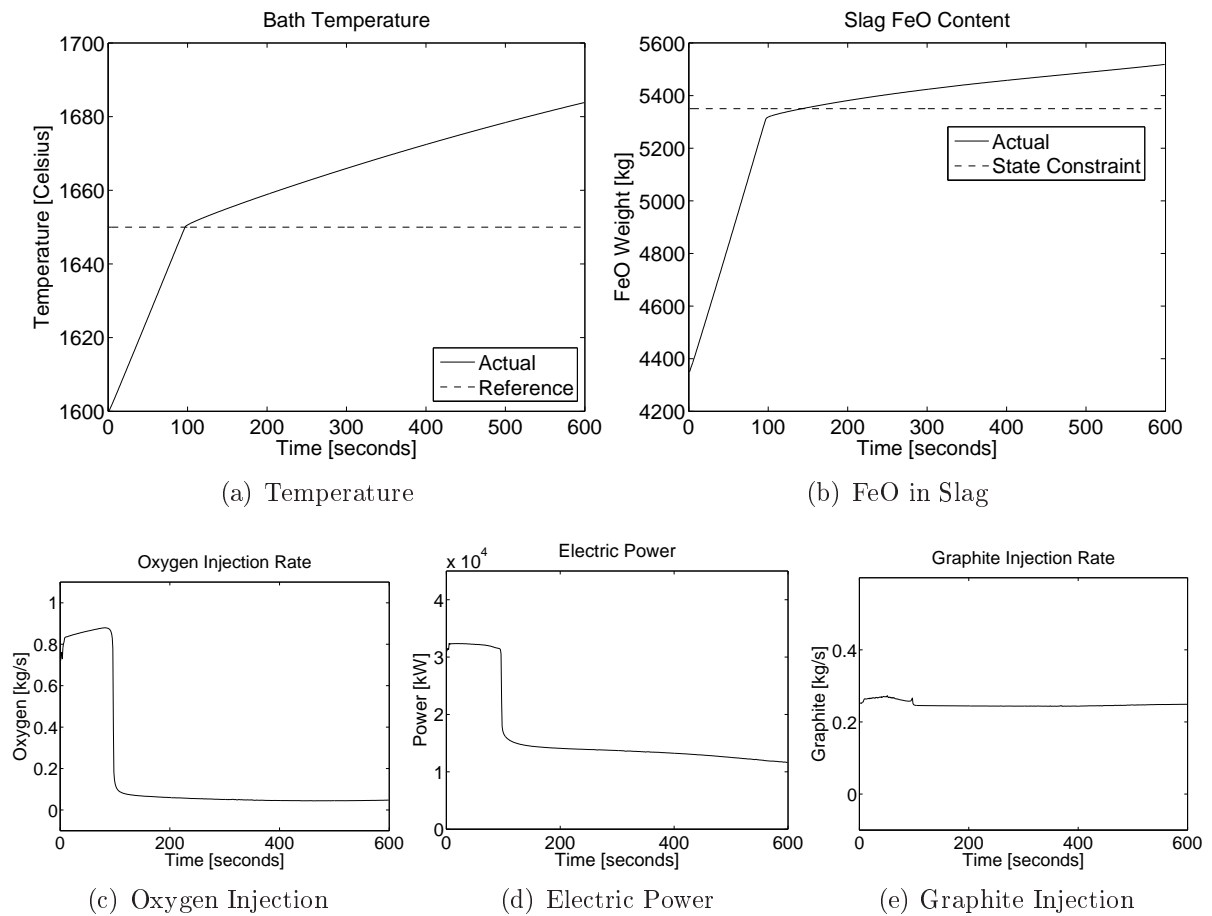 Bath Temperature
1700
1680
1660
1640
1620
1600
Temperature [Celsius]
Actual
Reference
0 100 200 300 400 500 600
Time [seconds]
(a) Temperature
Slag FeO Content
5600
5400
5200
5000
4800
4600
4400
4200
FeO Weight [kg]
Actual
State Constraint
0 100 200 300 400 500 600
Time [seconds]
(b) FeO in Slag
Oxygen Injection Rate
1
0.8
0.6
0.4
0.2
0
Oxygen [kg/s]
0 200 400 600
Time [seconds]
(c) Oxygen Injection
Electric Power
x 10^4
4
3
2
1
0
Power [kW]
0 200 400 600
Time [seconds]
(d) Electric Power
Graphite Injection Rate
0.4
0.2
0
Graphite [kg/s]
0 200 400 600
Time [seconds]
(e) Graphite Injection